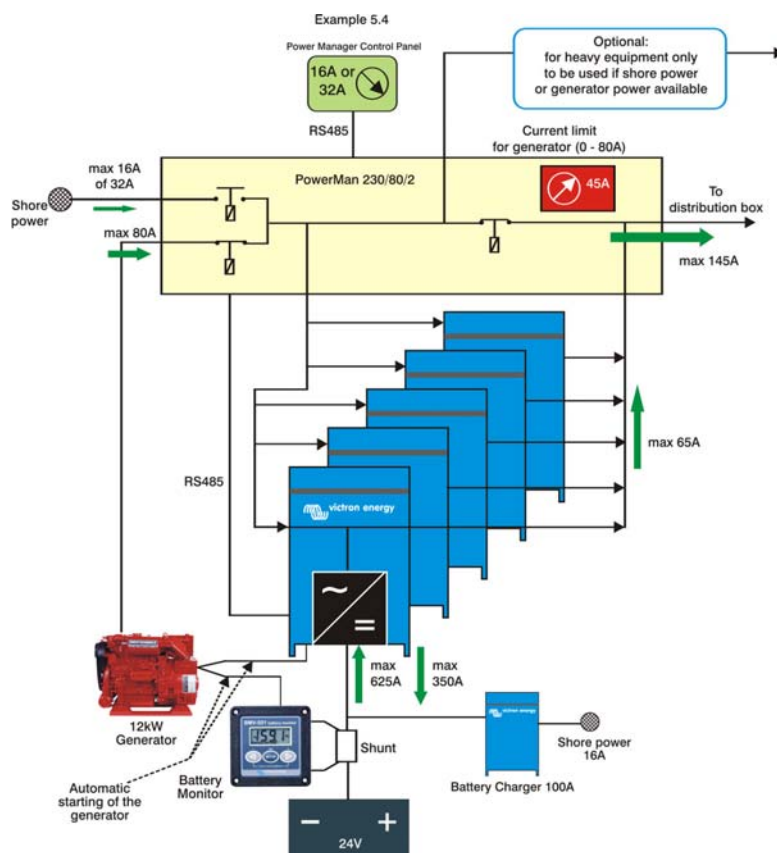 Example 5.4
Power Manager Control Panel
16A or
32A
RS485
Optional:
for heavy equipment only
to be used if shore power
or generator power available
Current limit
for generator (0 - 80A)
max 16A
of 32A
PowerMan 230/80/2
45A
Shore
power
To
distribution box
max 80A
max 145A
max 65A
RS485
victron energy
~
=
max
625A
max
350A
12kW
Generator
Automatic
starting of the
generator
Battery
Monitor
Shunt
Battery Charger 100A
Shore power
16A
− +
24V